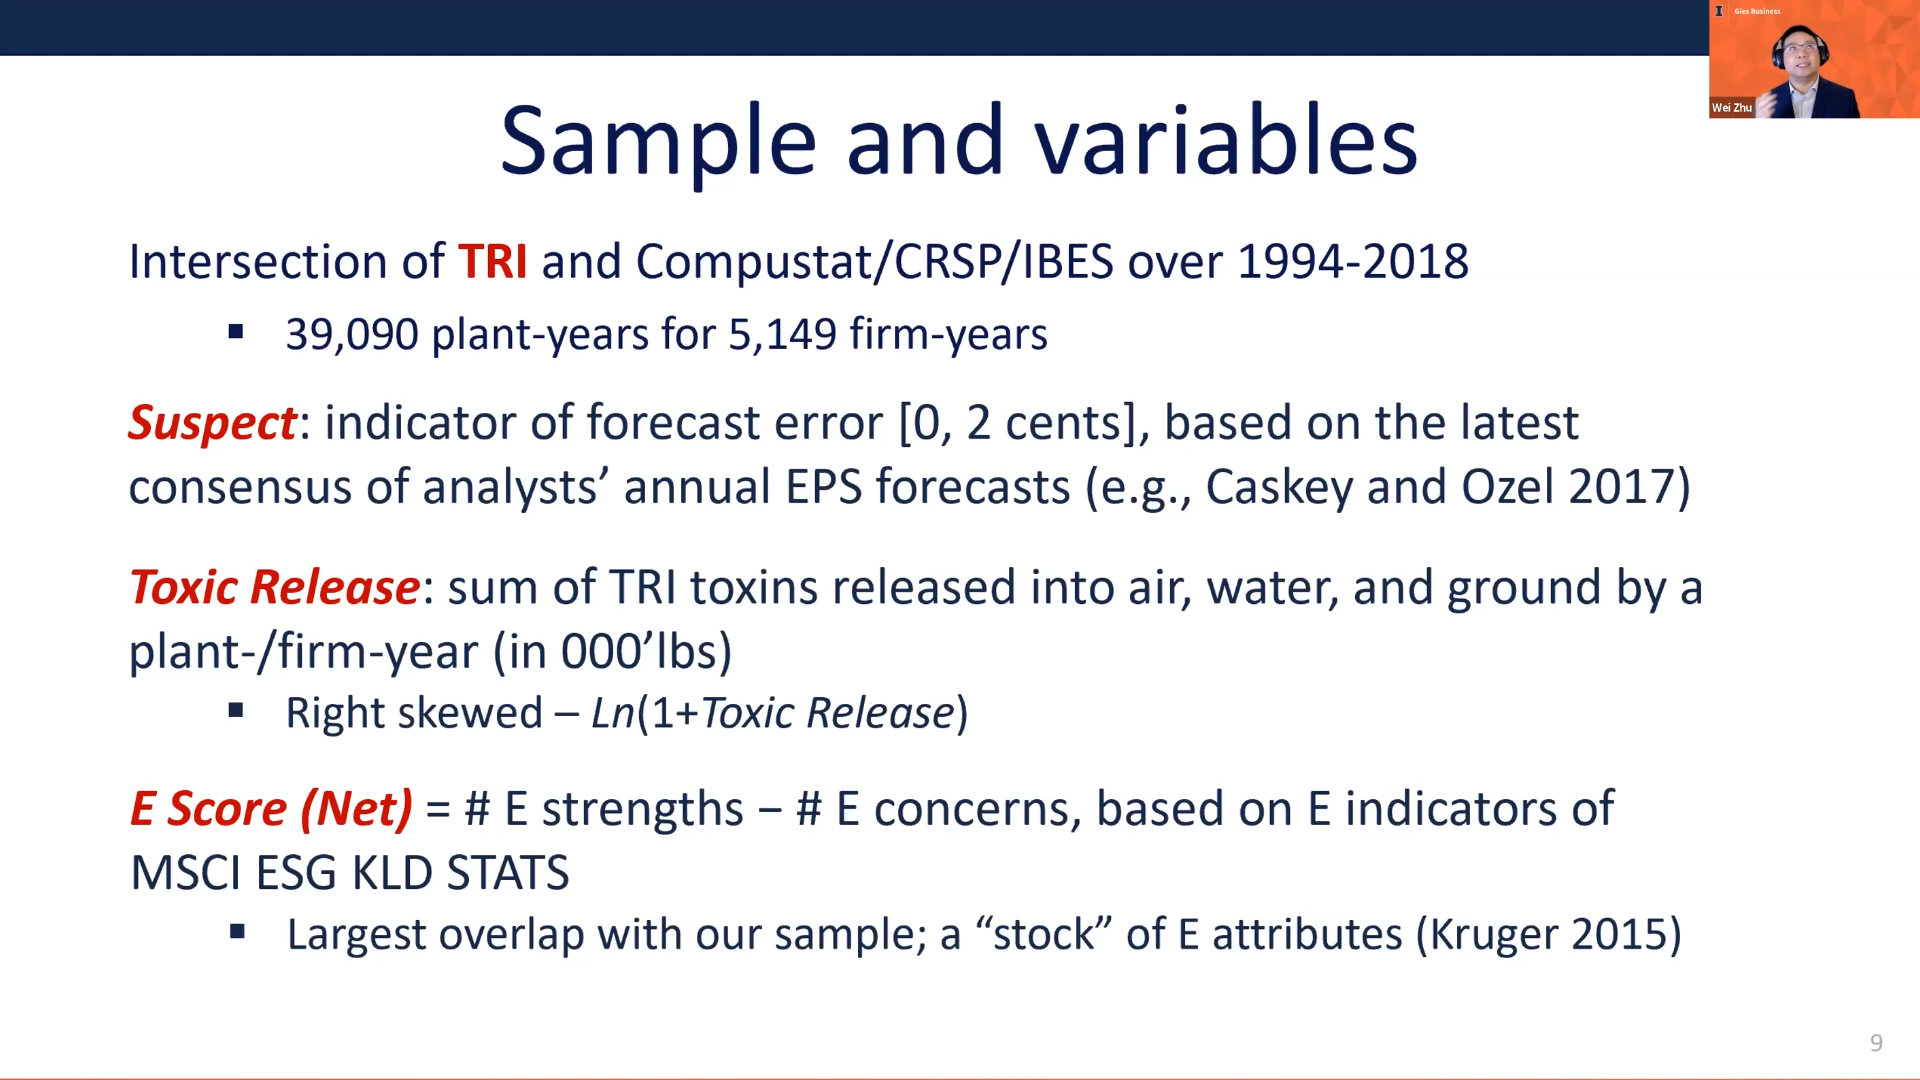 Gies Business
Wei Zhu
Sample and variables
Intersection of TRI and Compustat/CRSP/IBES over 1994-2018
▪ 39,090 plant-years for 5,149 firm-years
Suspect: indicator of forecast error [0, 2 cents], based on the latest
consensus of analysts’ annual EPS forecasts (e.g., Caskey and Ozel 2017)
Toxic Release: sum of TRI toxins released into air, water, and ground by a
plant-/firm-year (in 000’lbs)
▪ Right skewed – Ln(1+Toxic Release)
E Score (Net) = # E strengths − # E concerns, based on E indicators of
MSCI ESG KLD STATS
▪ Largest overlap with our sample; a “stock” of E attributes (Kruger 2015)
9